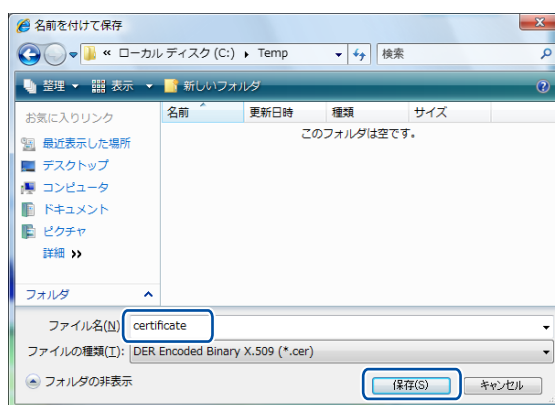 名前を付けて保存
« ローカル ディスク (C:) ▸ Temp 検索
整理 表示 新しいフォルダ
お気に入りリンク
最近表示した場所
デスクトップ
コンピュータ
ドキュメント
ピクチャ
詳細 »
フォルダ
名前 更新日時 種類 サイズ
このフォルダは空です。
ファイル名(N): certificate
ファイルの種類(T): DER Encoded Binary X.509 (*.cer)
フォルダの非表示 保存(S) キャンセル